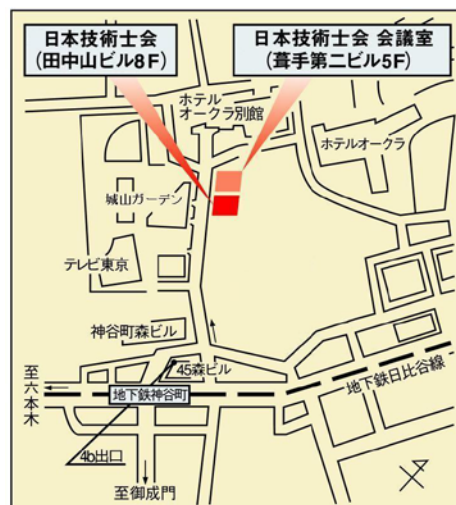 日本技術士会
(田中山ビル8F)
日本技術士会 会議室
(葺手第二ビル5F)
ホテル
オークラ別館
ホテルオークラ
城山ガーデン
テレビ東京
神谷町森ビル
45森ビル
至六本木
地下鉄神谷町
地下鉄日比谷線
4b出口
至御成門